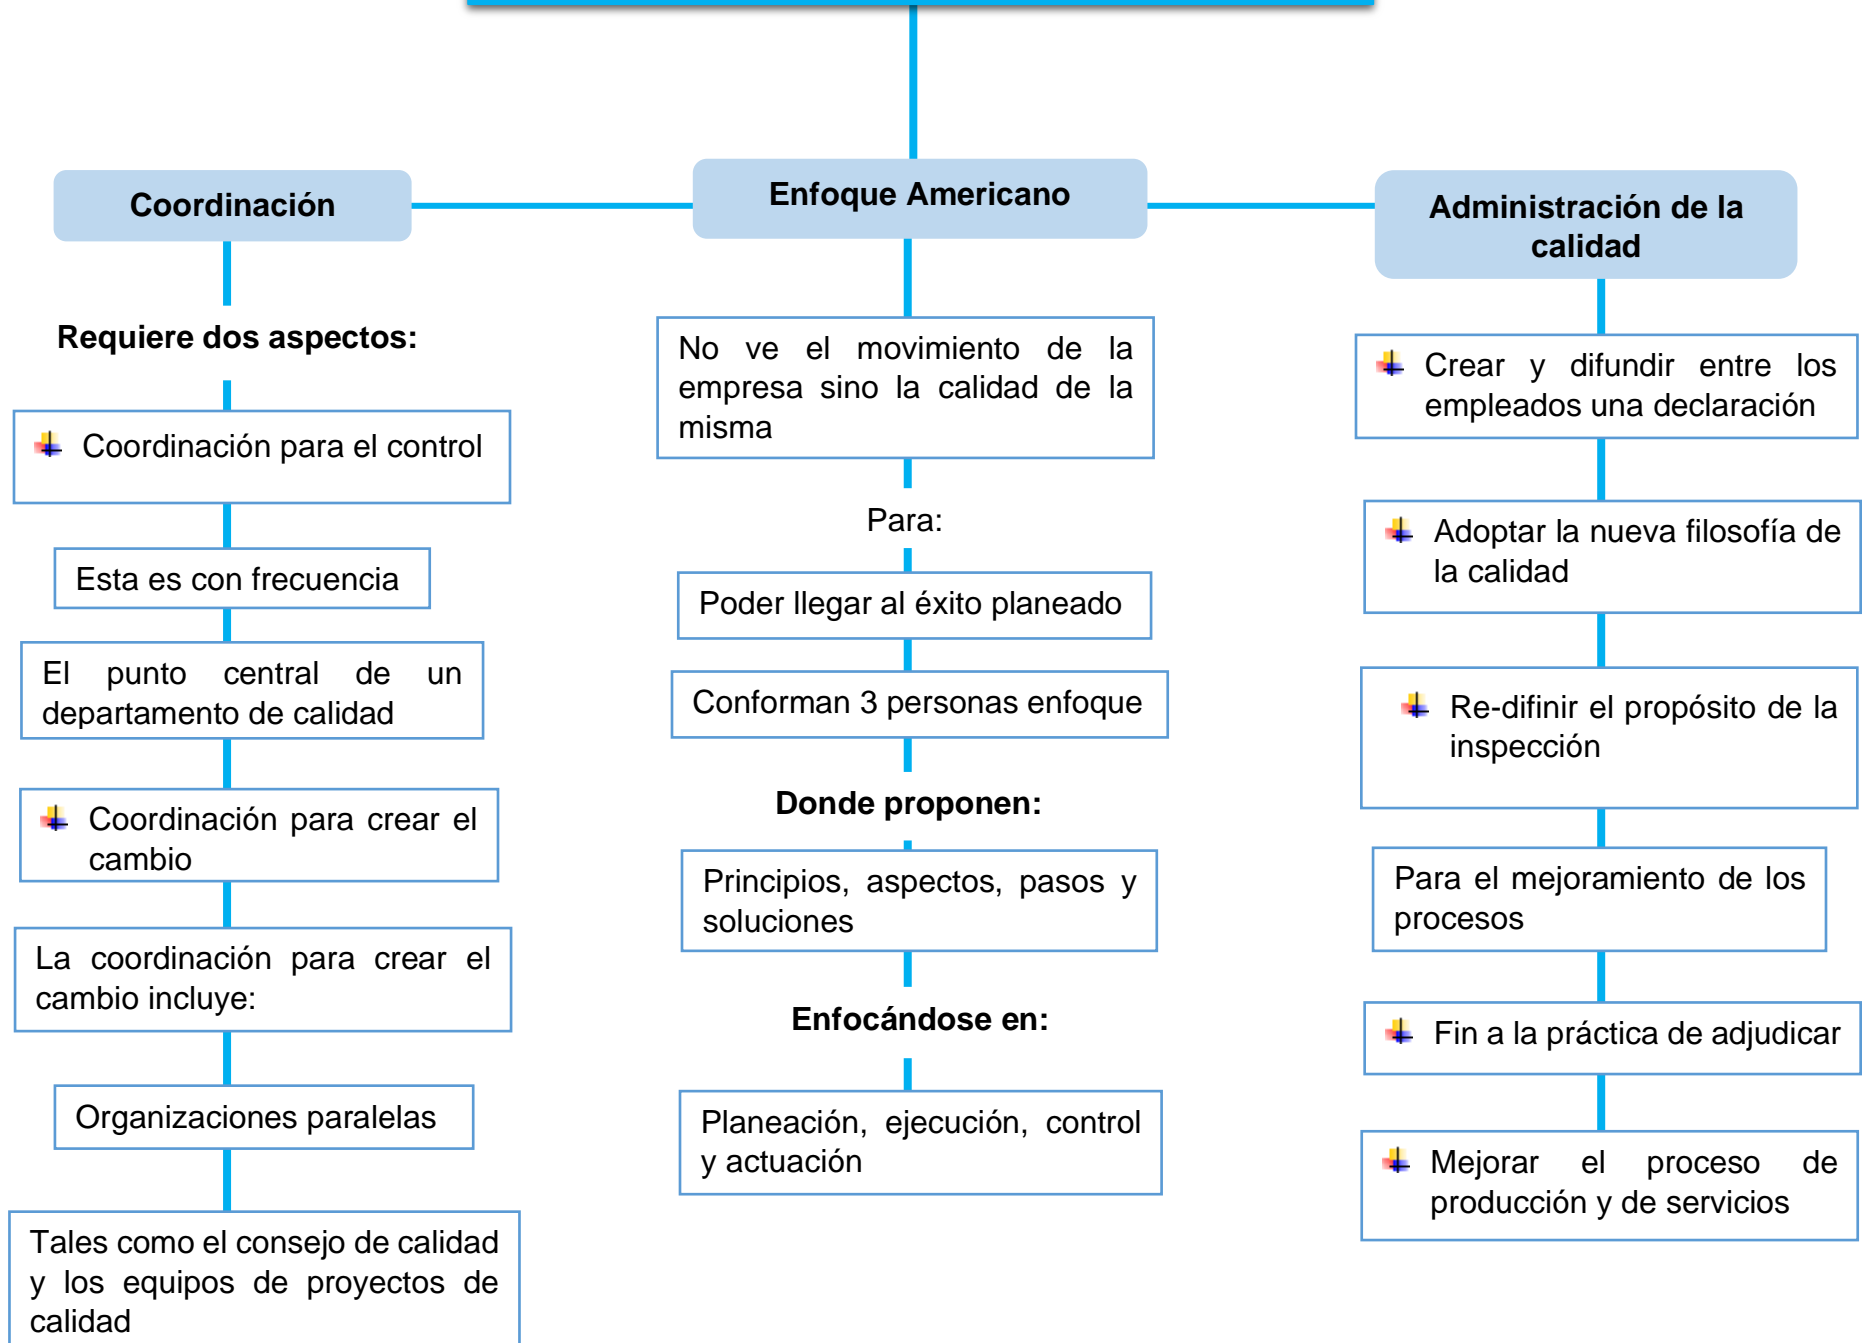 Coordinación
Requiere dos aspectos:
Coordinación para el control
Esta es con frecuencia
El punto central de un
departamento de calidad
Coordinación para crear el
cambio
La coordinación para crear el
cambio incluye:
Organizaciones paralelas
Tales como el consejo de calidad
y los equipos de proyectos de
calidad
Enfoque Americano
No ve el movimiento de la
empresa sino la calidad de la
misma
Para:
Poder llegar al éxito planeado
Conforman 3 personas enfoque
Donde proponen:
Principios, aspectos, pasos y
soluciones
Enfocándose en:
Planeación, ejecución, control
y actuación
Administración de la
calidad
Crear y difundir entre los
empleados una declaración
Adoptar la nueva filosofía de
la calidad
Re-difinir el propósito de la
inspección
Para el mejoramiento de los
procesos
Fin a la práctica de adjudicar
Mejorar el proceso de
producción y de servicios